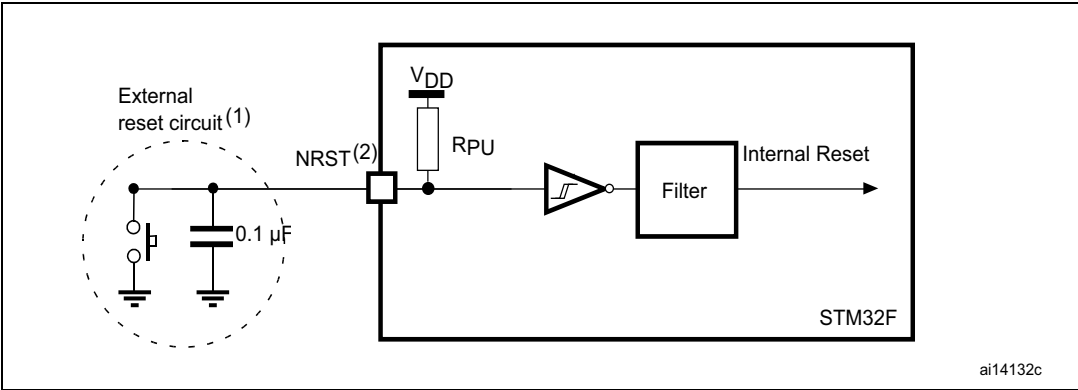 External
reset circuit(1)
VDD
NRST(2)
RPU
Internal Reset
Filter
0.1 µF
STM32F
ai14132c